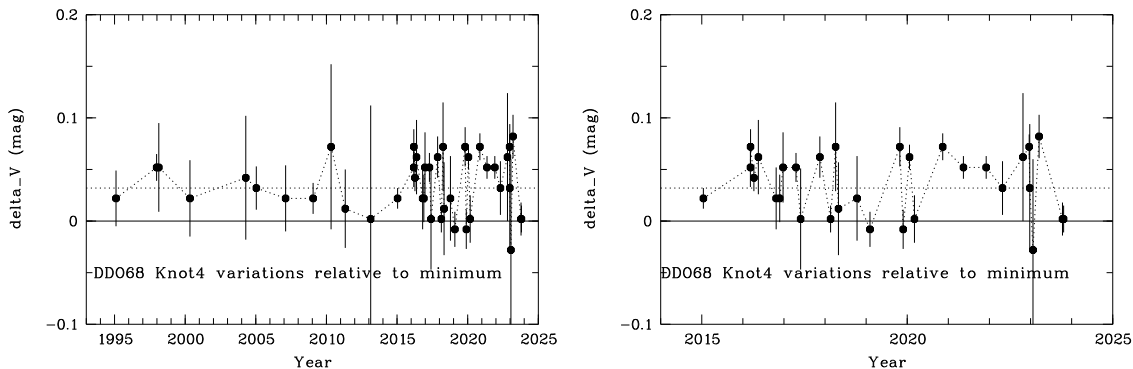 0.2
0.1
0
−0.1
delta_V (mag)
DDO68 Knot4 variations relative to minimum
1995 2000 2005 2010 2015 2020 2025
Year
0.2
0.1
0
−0.1
delta_V (mag)
DDO68 Knot4 variations relative to minimum
2015 2020 2025
Year